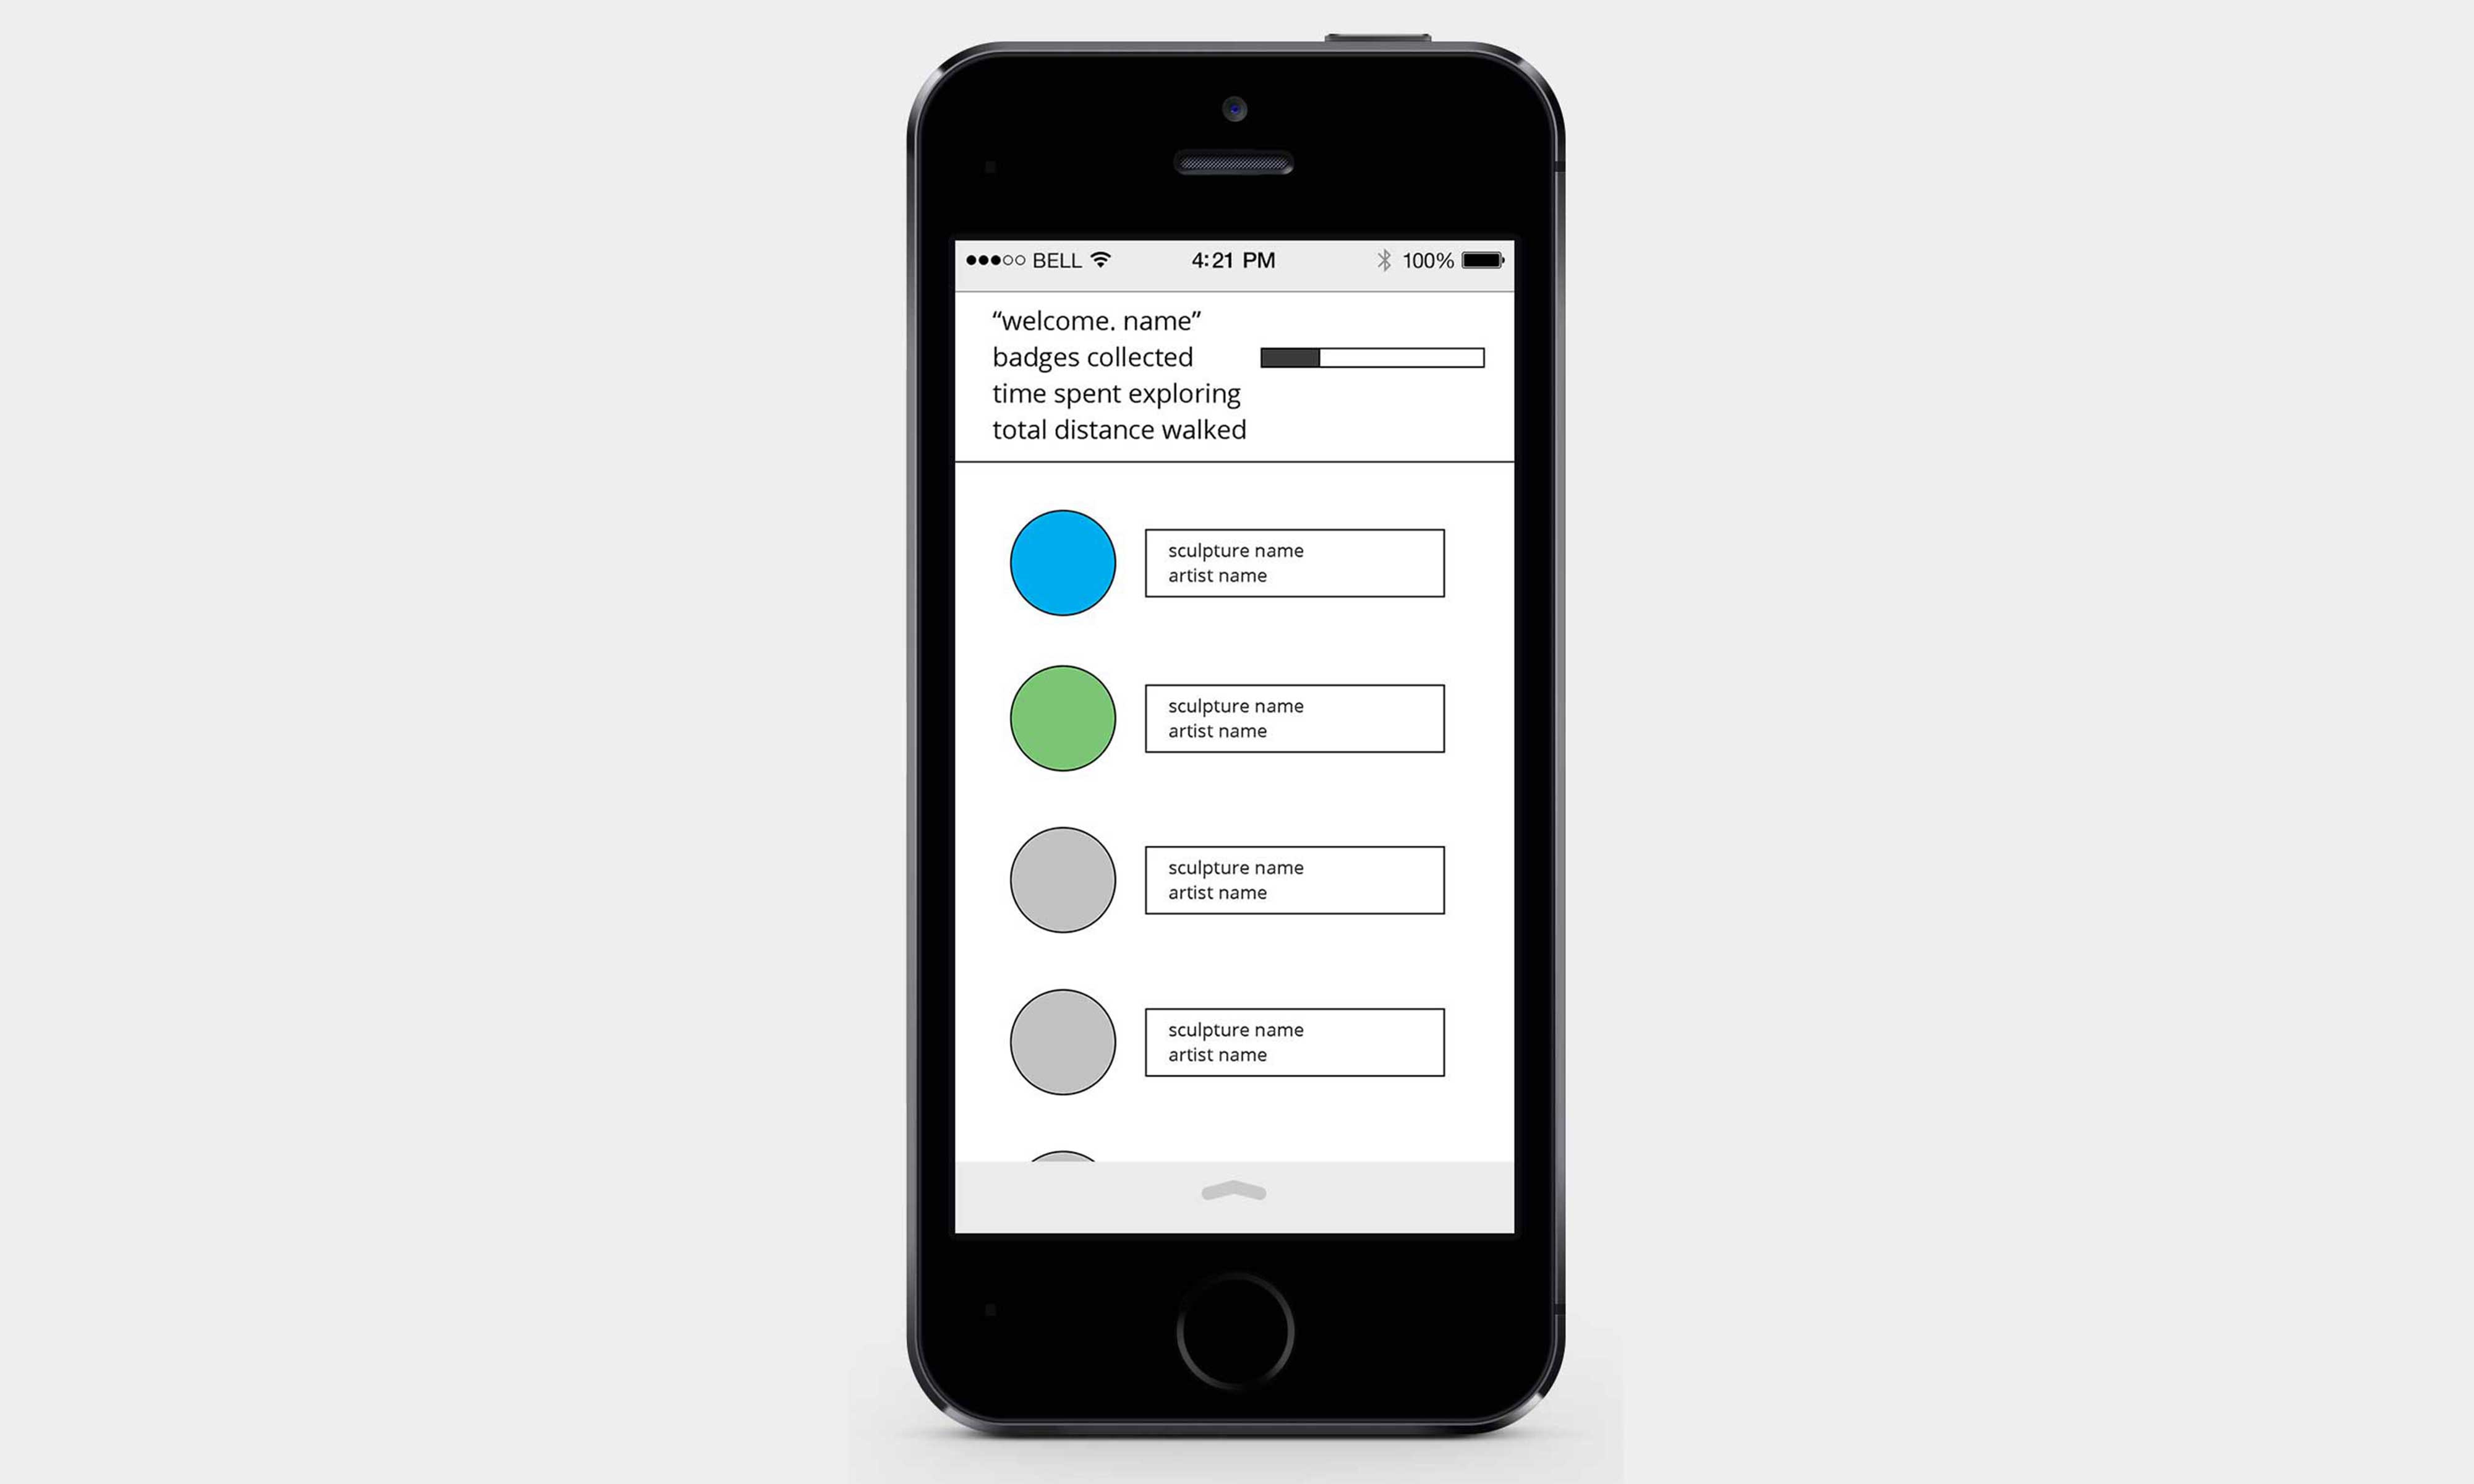 BELL 4:21 PM 100%
“welcome. name”
badges collected
time spent exploring
total distance walked
sculpture name
artist name
sculpture name
artist name
sculpture name
artist name
sculpture name
artist name